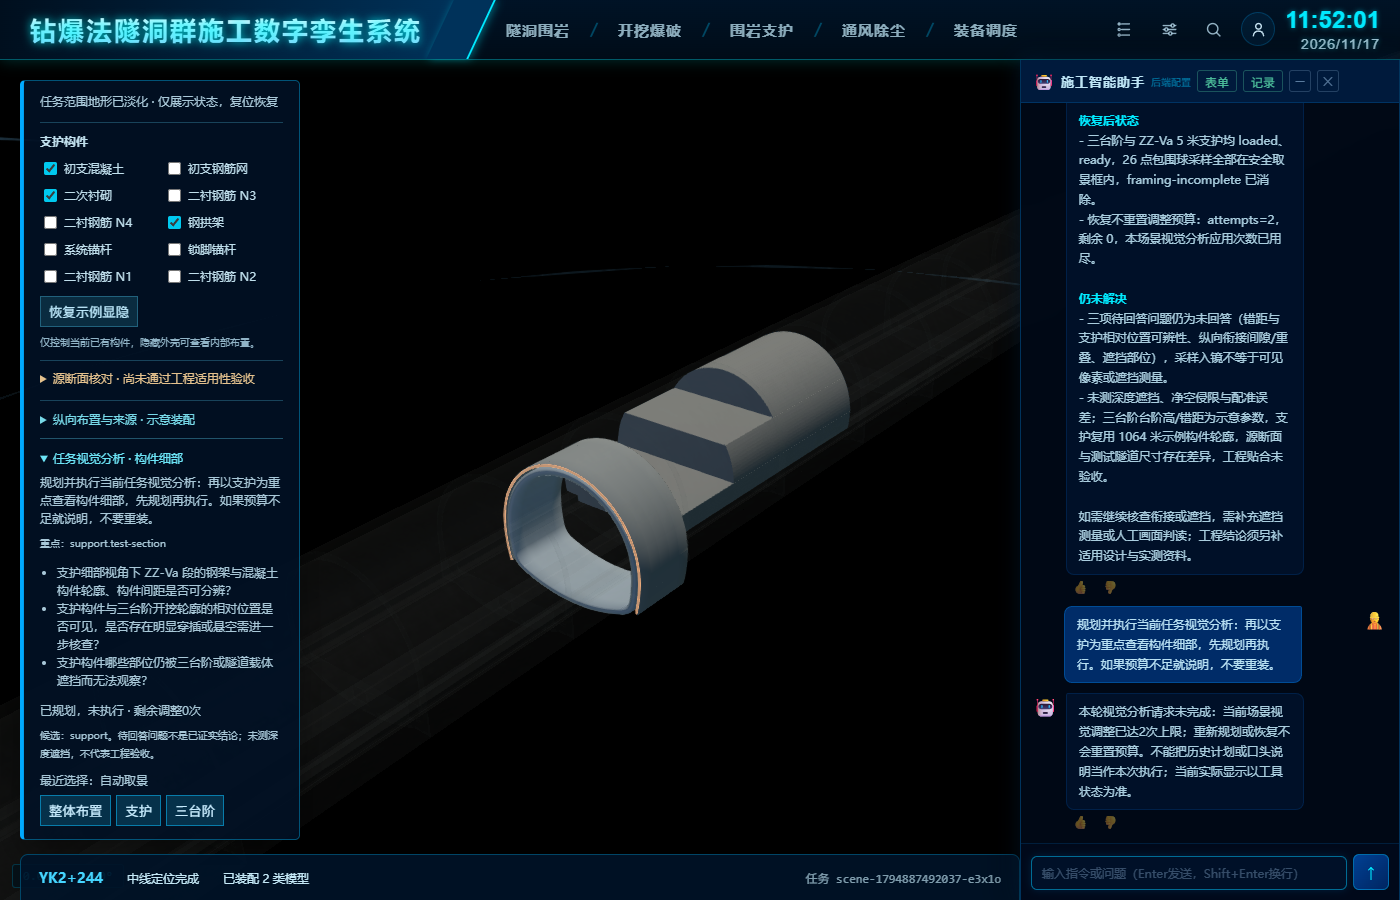 钻爆法隧洞群施工数字孪生系统
隧洞围岩 / 开挖爆破 / 围岩支护 / 通风除尘 / 装备调度
11:52:01
2026/11/17
任务范围地形已淡化 · 仅展示状态，复位恢复
支护构件
初支混凝土
初支钢筋网
二次衬砌
二衬钢筋 N3
二衬钢筋 N4
钢拱架
系统锚杆
锁脚锚杆
二衬钢筋 N1
二衬钢筋 N2
恢复示例显隐
仅控制当前已有构件，隐藏外壳可查看内部布置。
▶ 源断面核对 · 尚未通过工程适用性验收
▶ 纵向布置与来源 · 示意装配
▼ 任务视觉分析 · 构件细部
规划并执行当前任务视觉分析：再以支护为重
点查看构件细部，先规划再执行。如果预算不
足就说明，不要重装。
重点：support.test-section
• 支护细部视角下 ZZ-Va 段的钢架与混凝土
构件轮廓、构件间距是否可分辨？
• 支护构件与三台阶开挖轮廓的相对位置是
否可见，是否存在明显穿插或悬空需进一
步核查？
• 支护构件哪些部位仍被三台阶或隧道载体
遮挡而无法观察？
已规划，未执行 · 剩余调整0次
候选：support。待回答问题不是已证实结论；未测深
度遮挡，不代表工程验收。
最近选择：自动取景
整体布置
支护
三台阶
YK2+244
中线定位完成
已装配 2 类模型
任务 scene-1794887492037-e3x1o
施工智能助手
后端配置
表单
记录
恢复后状态
- 三台阶与 ZZ-Va 5 米支护均 loaded、
ready，26 点包围球采样全部在安全取
景框内，framing-incomplete 已消
除。
- 恢复不重置调整预算：attempts=2，
剩余 0，本场景视觉分析应用次数已用
尽。
仍未解决
- 三项待回答问题仍为未回答（错距与
支护相对位置可辨性、纵向衔接间隙/重
叠、遮挡部位），采样入镜不等于可见
像素或遮挡测量。
- 未测深度遮挡、净空侵限与配准误
差；三台阶台阶高/错距为示意参数，支
护复用 1064 米示例构件轮廓，源断面
与测试隧道尺寸存在差异，工程贴合未
验收。
如需继续核查衔接或遮挡，需补充遮挡
测量或人工画面判读；工程结论须另补
适用设计与实测资料。
规划并执行当前任务视觉分析：再以支
护为重点查看构件细部，先规划再执
行。如果预算不足就说明，不要重装。
本轮视觉分析请求未完成：当前场景视
觉调整已达2次上限；重新规划或恢复不
会重置预算。不能把历史计划或口头说
明当作本次执行；当前实际显示以工具
状态为准。
输入指令或问题（Enter发送，Shift+Enter换行）